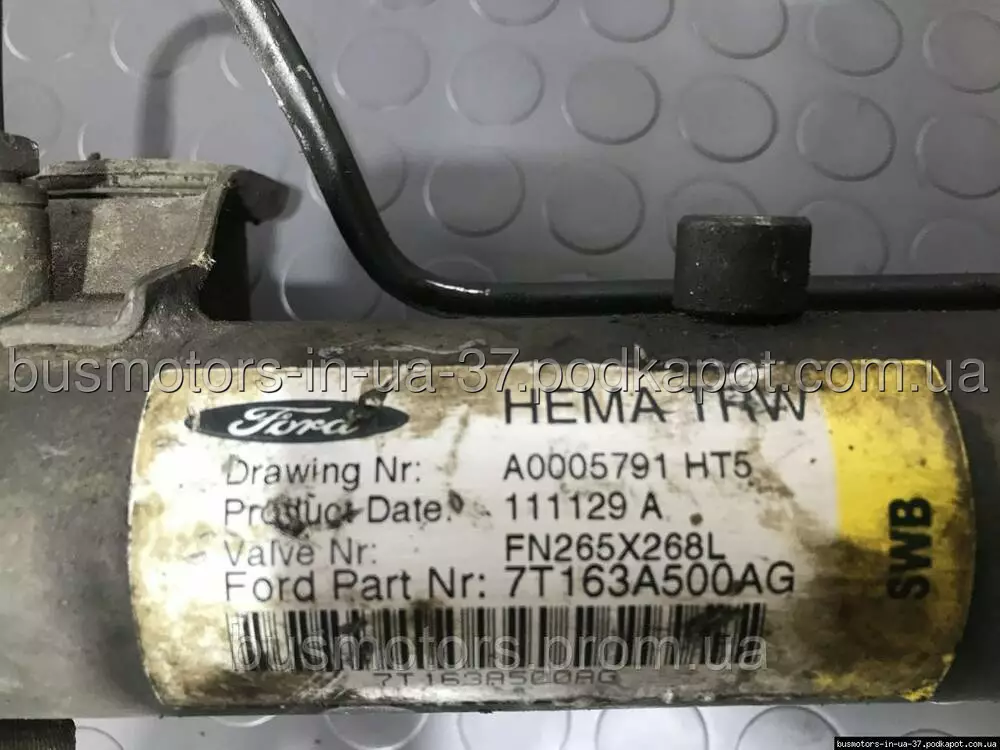 busmotors-in-ua-37.podkapot.com.ua
Ford HEMA TRW
Drawing Nr: A0005791 HT5
Product Date: 111129 A
Valve Nr: FN265X268L
Ford Part Nr: 7T163A500AG
SWB
busmotors.prom.ua
7T163A500AG
busmotors-in-ua-37.podkapot.com.ua